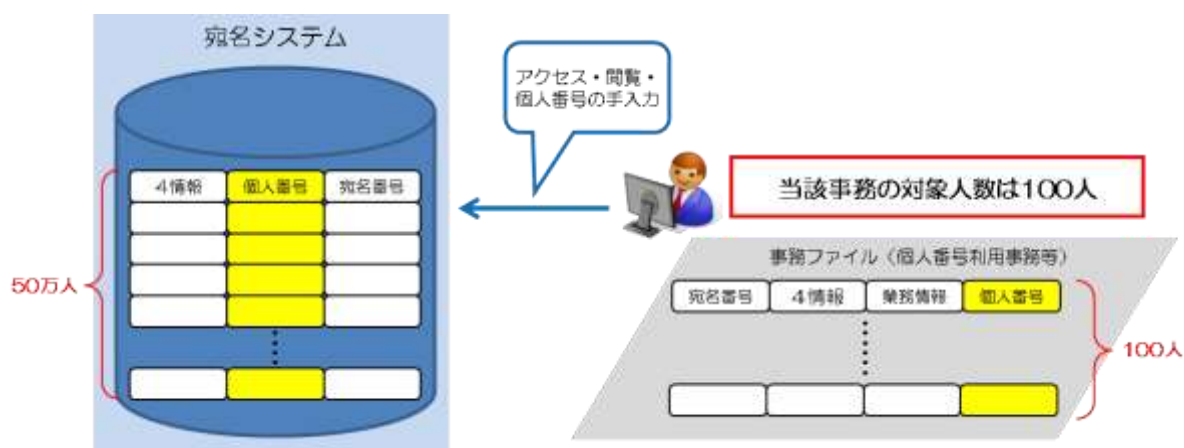 宛名システム
アクセス・閲覧・
個人番号の手入力
4情報
個人番号
宛名番号
50万人
当該事務の対象人数は100人
事務ファイル（個人番号利用事務等）
宛名番号
4情報
業務情報
個人番号
100人